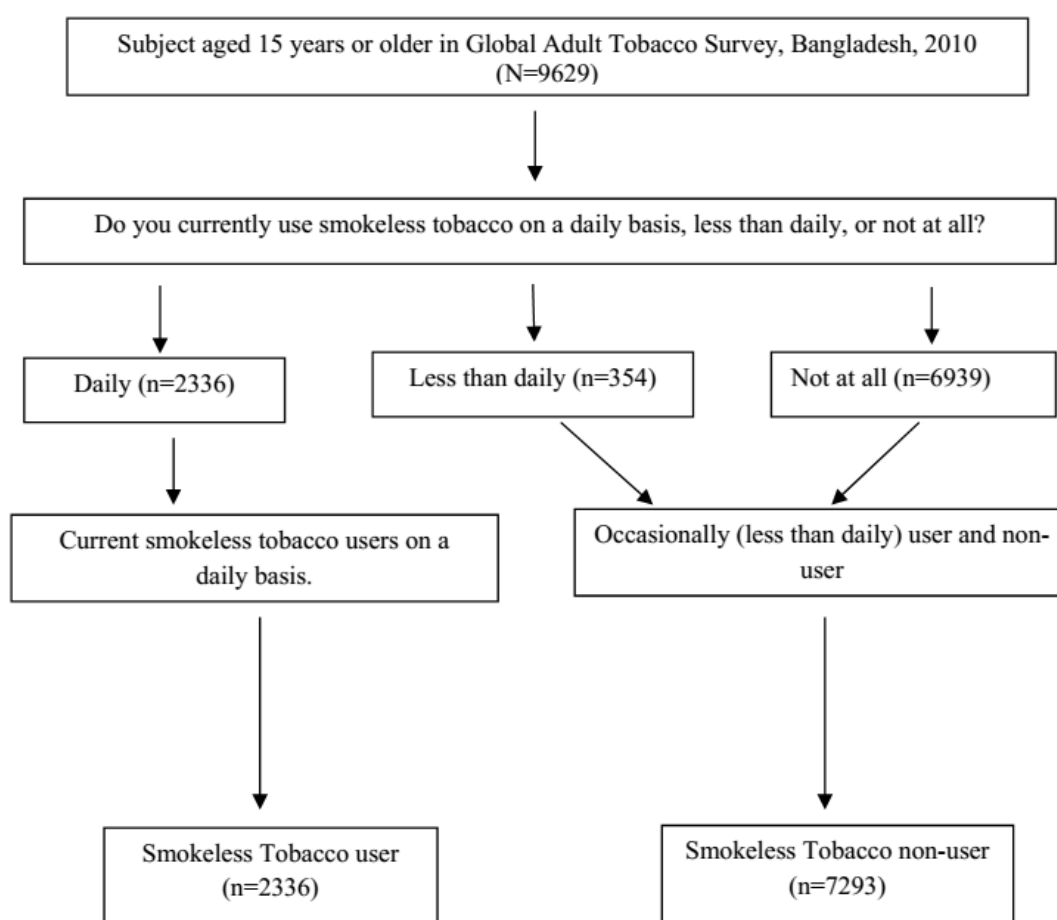 Subject aged 15 years or older in Global Adult Tobacco Survey, Bangladesh, 2010
(N=9629)
Do you currently use smokeless tobacco on a daily basis, less than daily, or not at all?
Daily (n=2336)
Less than daily (n=354)
Not at all (n=6939)
Current smokeless tobacco users on a
daily basis.
Occasionally (less than daily) user and non-
user
Smokeless Tobacco user
(n=2336)
Smokeless Tobacco non-user
(n=7293)